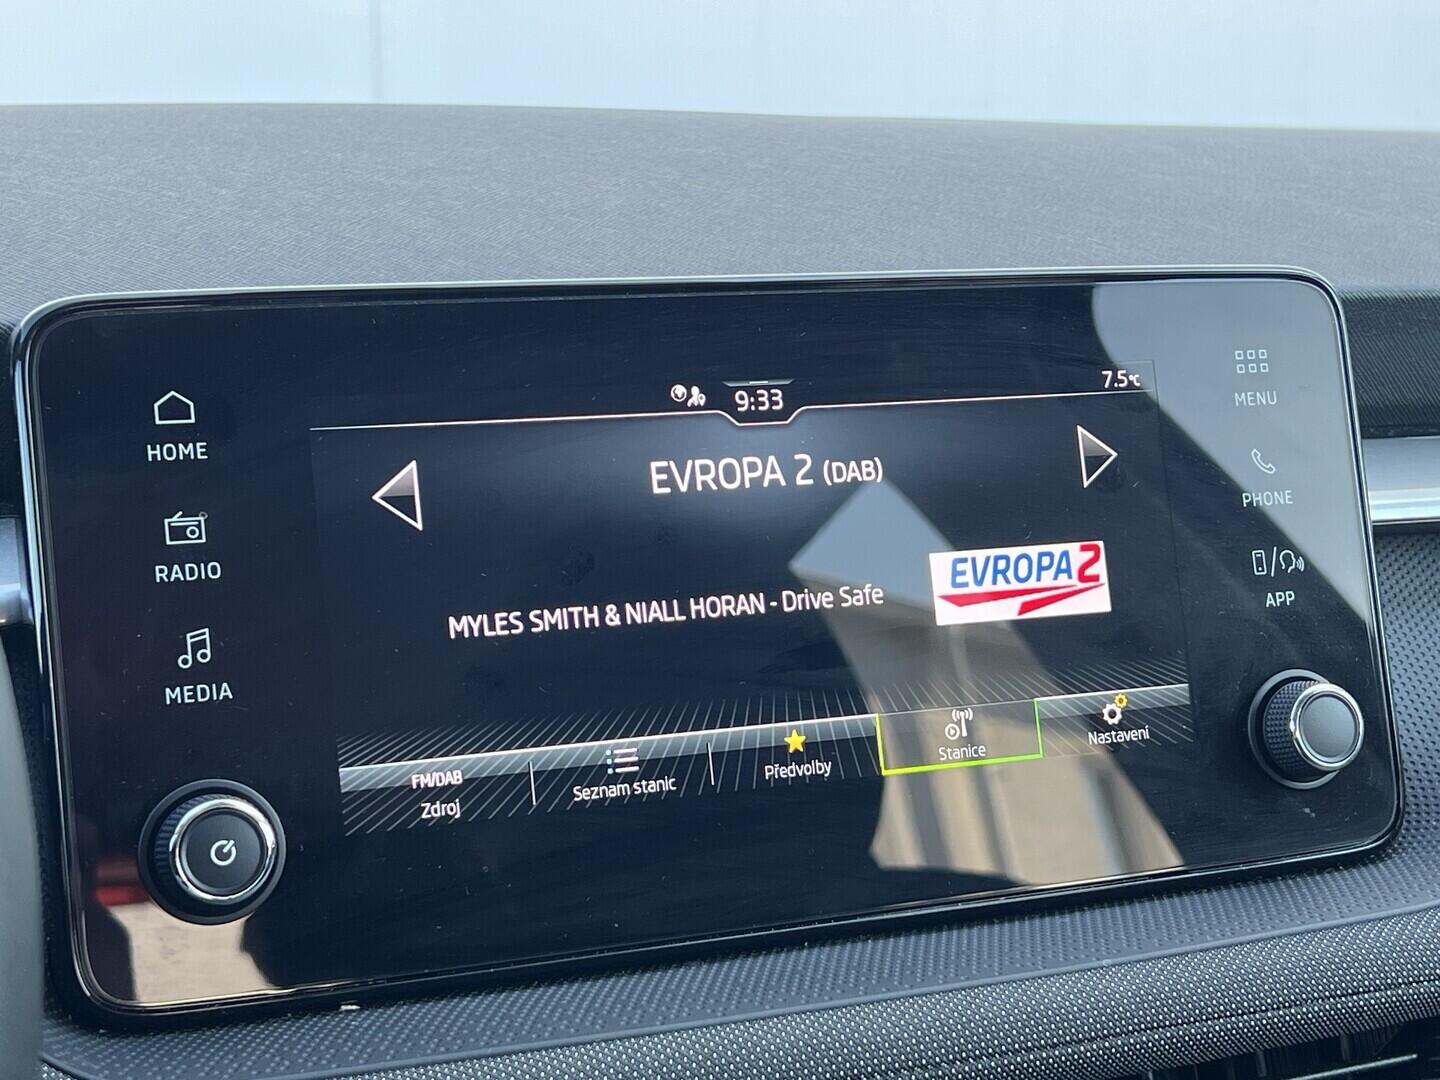 9:33
7.5°C
HOME
RADIO
MEDIA
EVROPA 2 (DAB)
MYLES SMITH & NIALL HORAN - Drive Safe
EVROPA 2
FM/DAB
Zdroj
Seznam stanic
Předvolby
Stanice
Nastavení
MENU
PHONE
APP